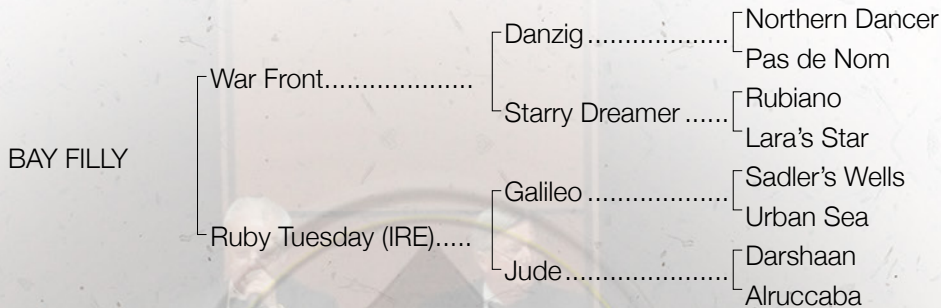 Northern Dancer
Danzig ...................
Pas de Nom
War Front....................
Rubiano
Starry Dreamer ......
Lara's Star
BAY FILLY
Sadler's Wells
Galileo ...................
Urban Sea
Ruby Tuesday (IRE).....
Darshaan
Jude......................
Alruccaba